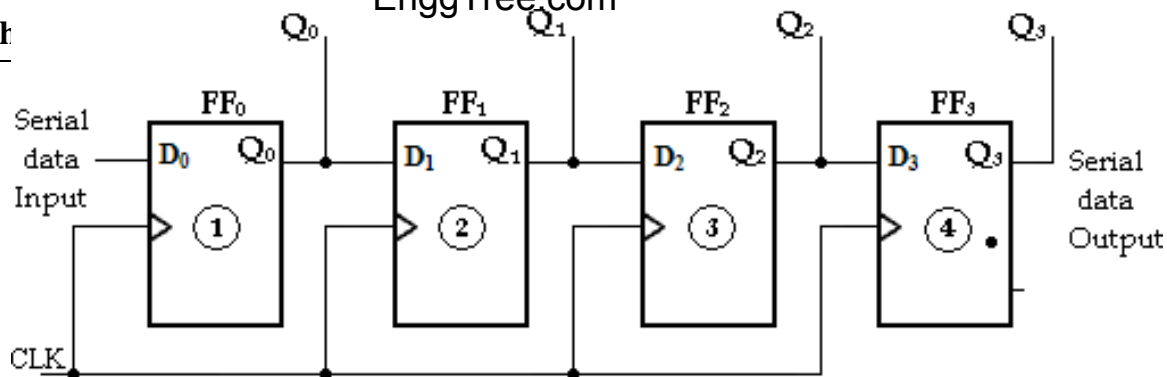 EnggTree.com
h
Q₀ Q₁ Q₂ Q₃
FF₀ FF₁ FF₂ FF₃
Serial
data
Input
D₀ Q₀ D₁ Q₁ D₂ Q₂ D₃ Q₃
Serial
data
Output
1 2 3 4
CLK